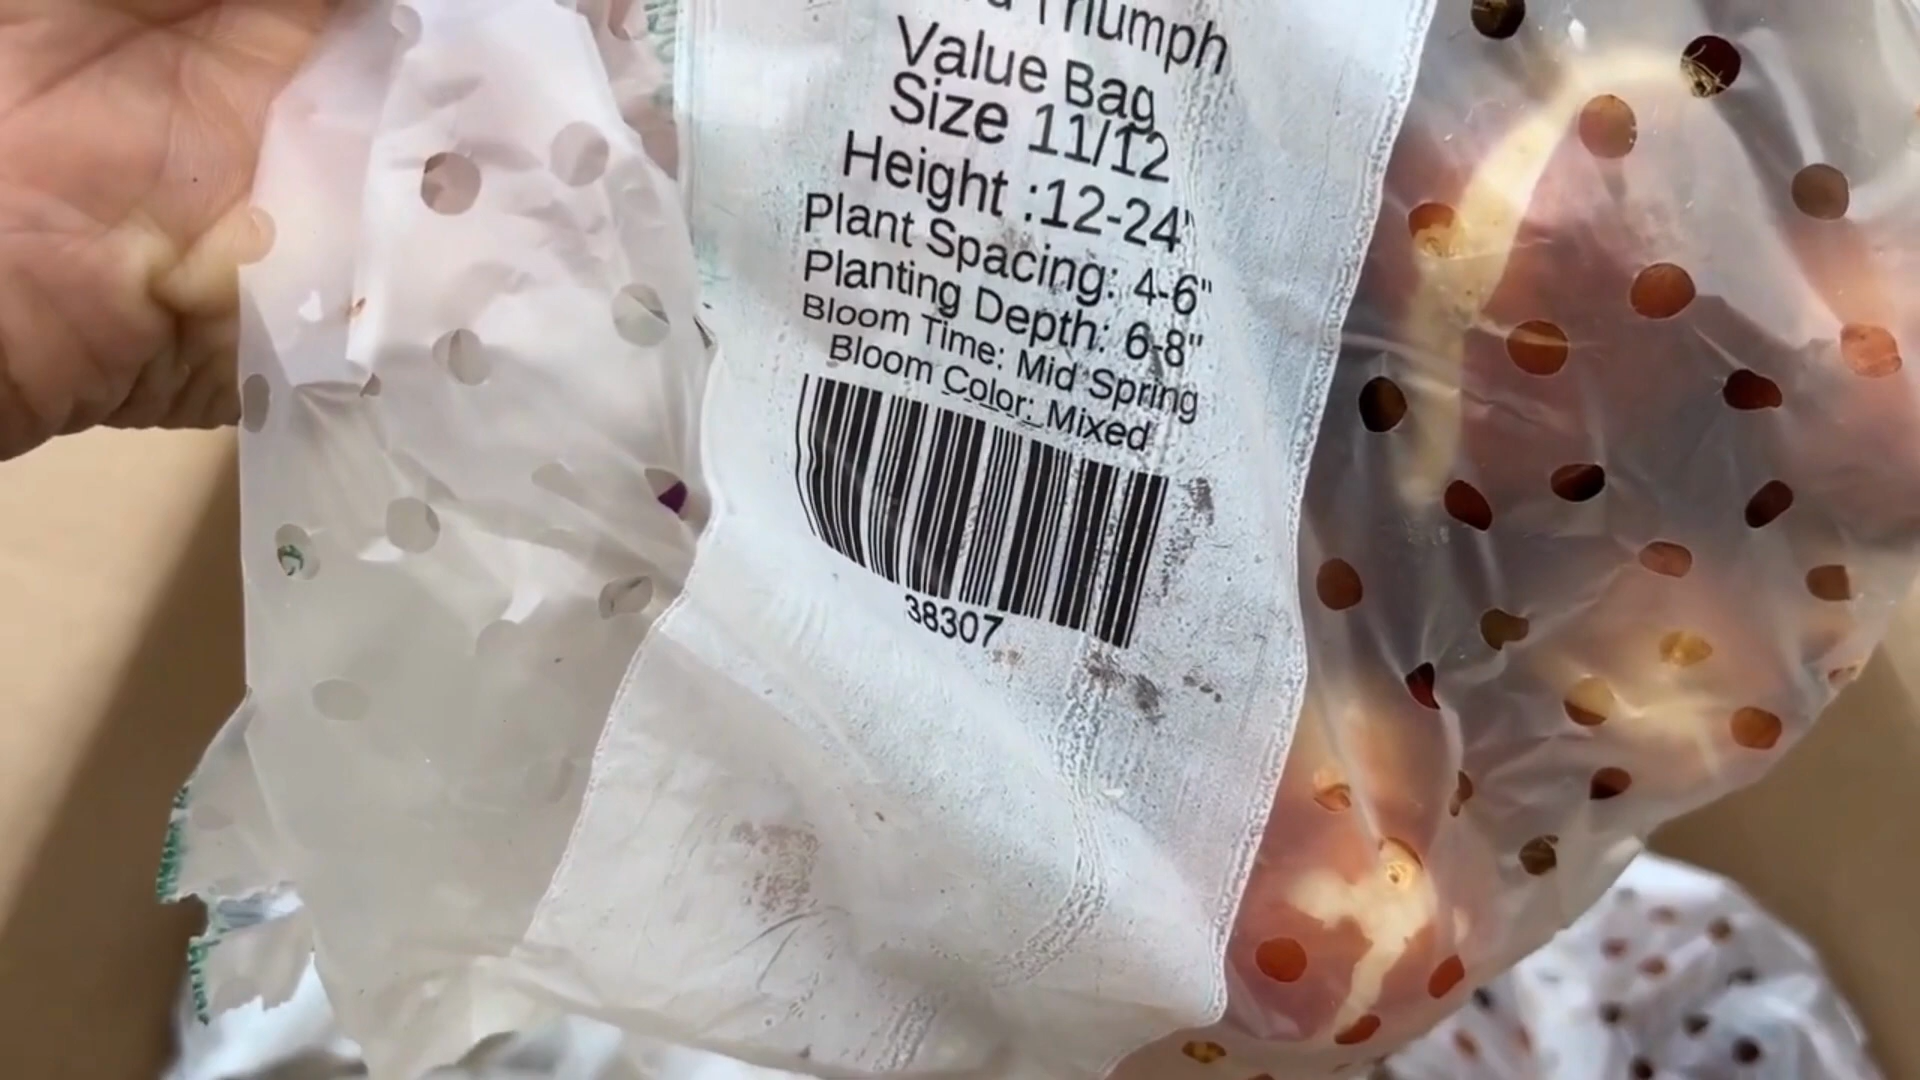 Triumph
Value Bag
Size 11/12
Height :12-24"
Plant Spacing: 4-6"
Planting Depth: 6-8"
Bloom Time: Mid Spring
Bloom Color: Mixed
38307